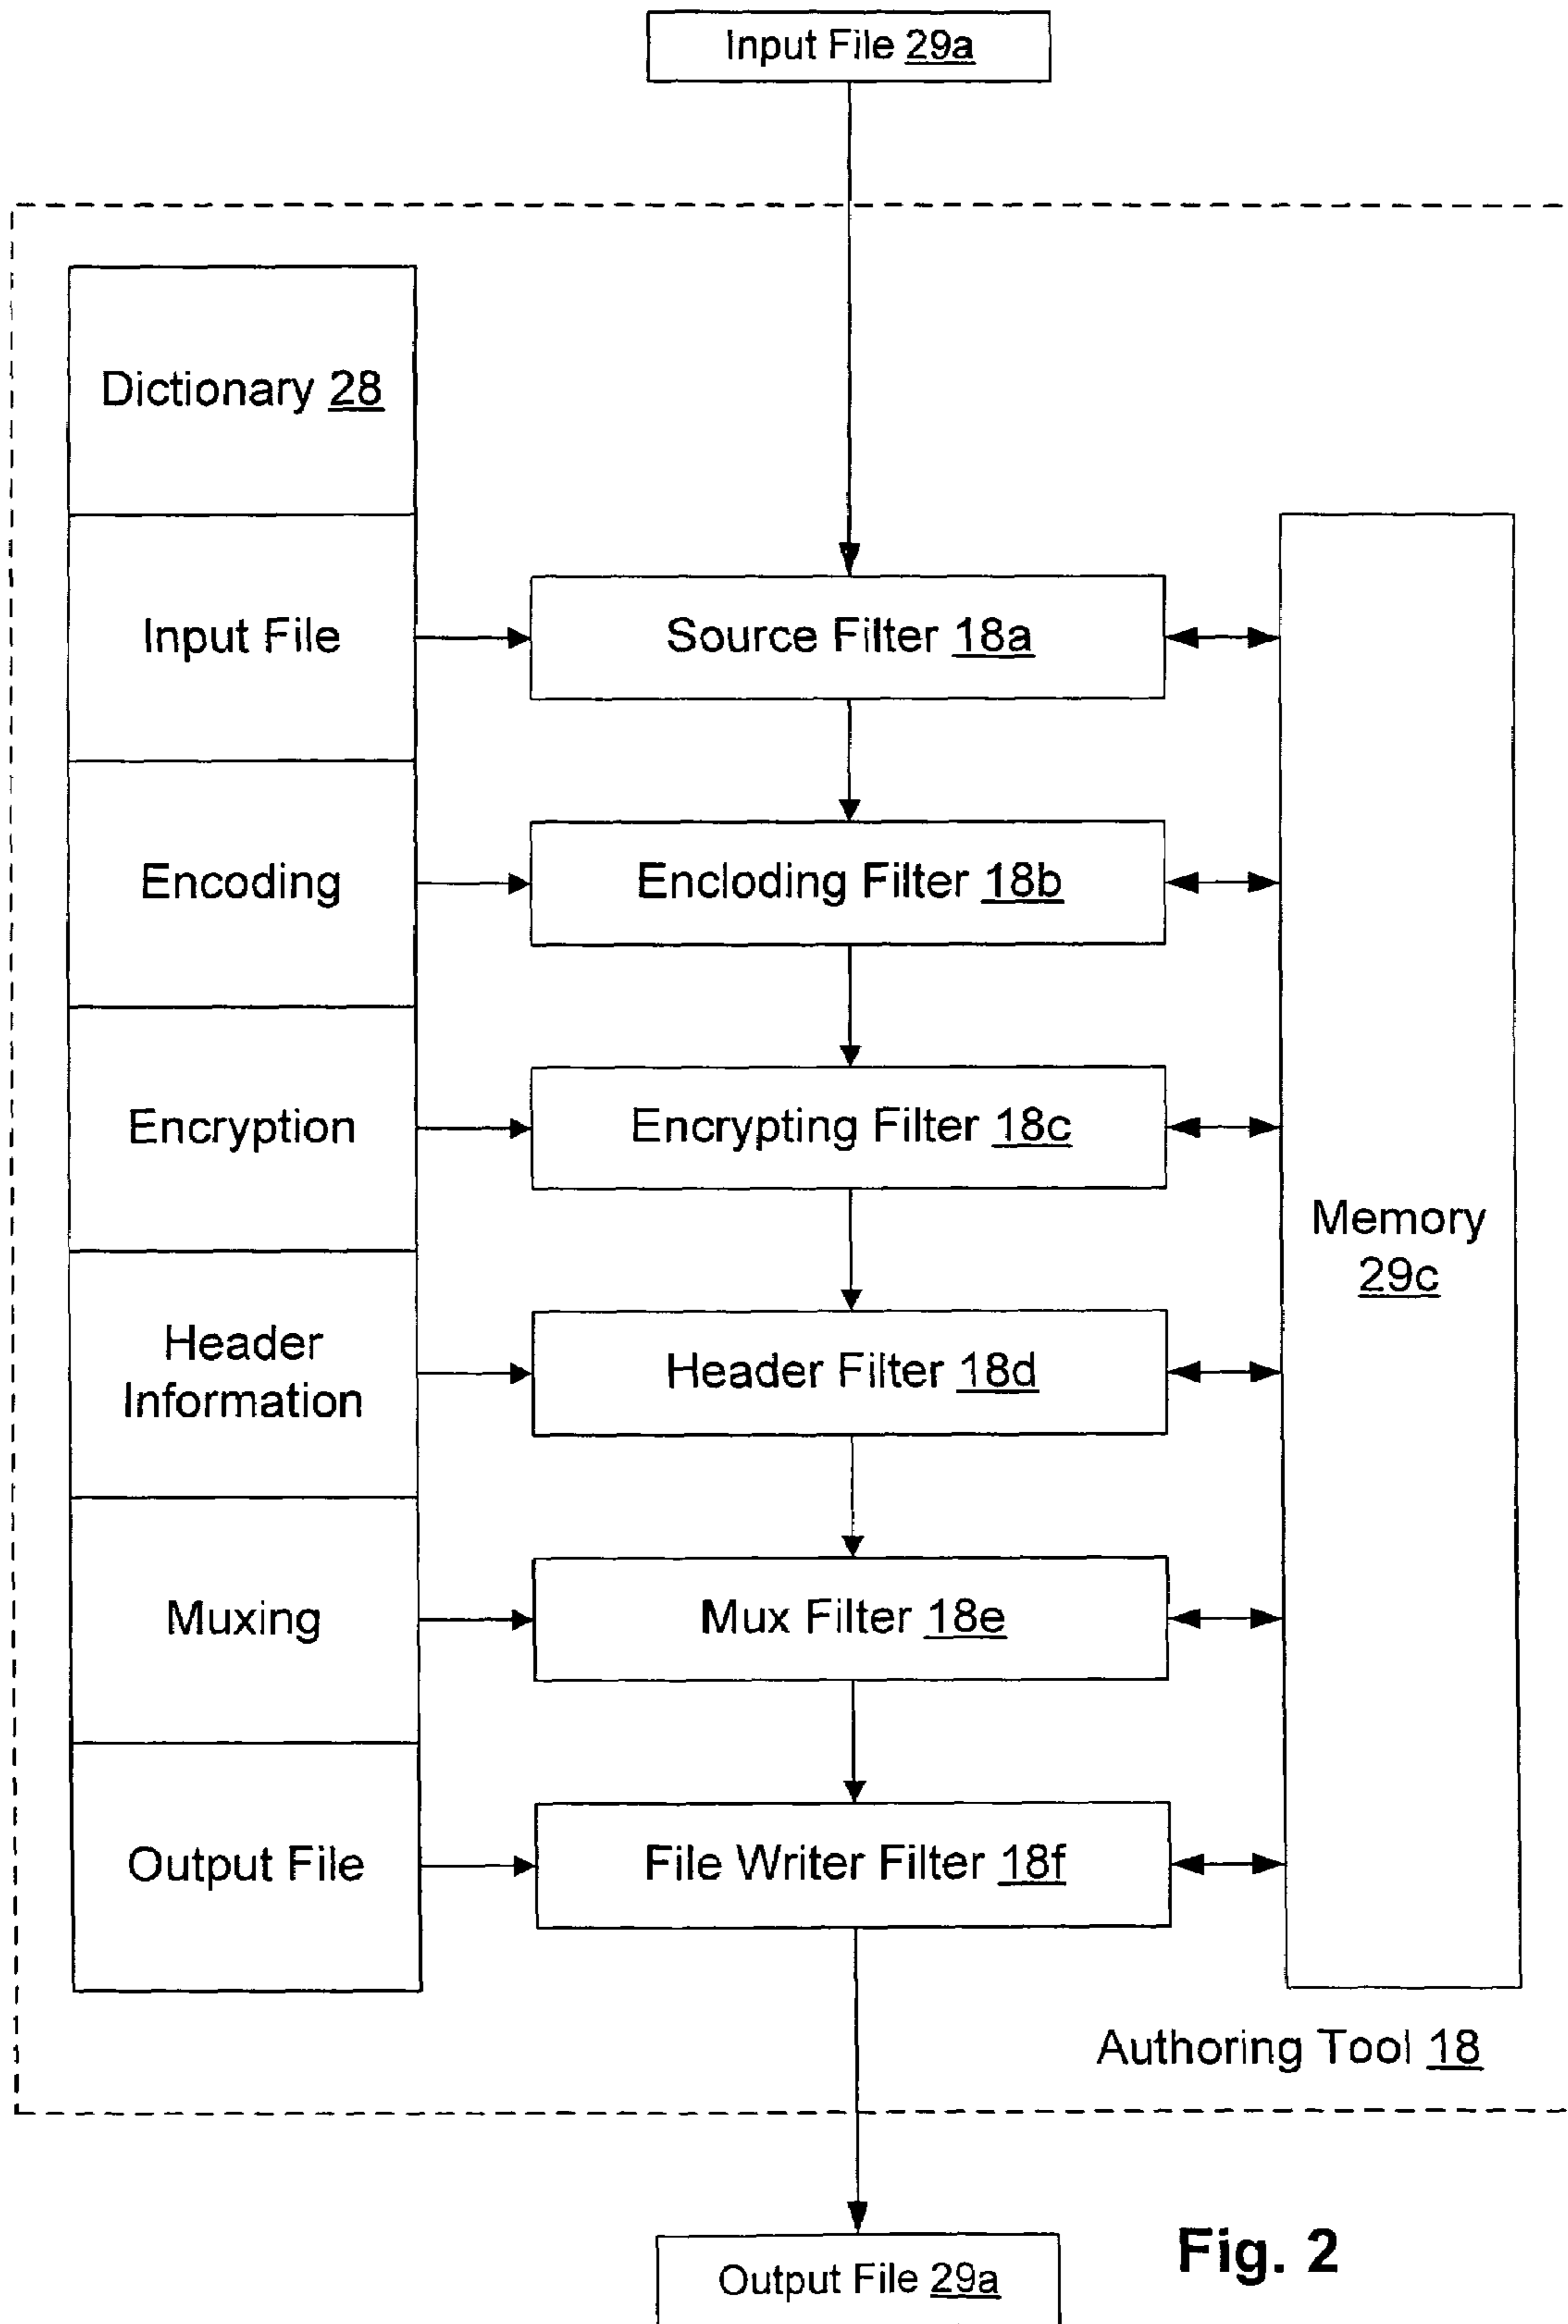 Input File 29a
Dictionary 28
Input File
Source Filter 18a
Encoding
Encloding Filter 18b
Encryption
Encrypting Filter 18c
Memory
29c
Header
Information
Header Filter 18d
Muxing
Mux Filter 18e
Output File
File Writer Filter 18f
Authoring Tool 18
Output File 29a
Fig. 2